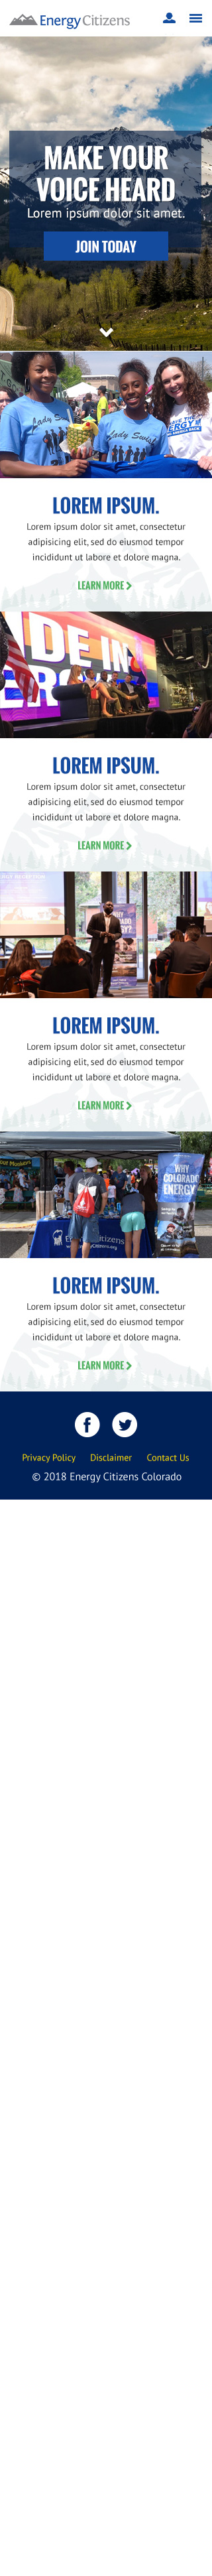 Energy Citizens
MAKE YOUR
VOICE HEARD
Lorem ipsum dolor sit amet.
JOIN TODAY
Lady S
Lady Swish
LOREM IPSUM.
Lorem ipsum dolor sit amet, consectetur
adipisicing elit, sed do eiusmod tempor
incididunt ut labore et dolore magna.
LEARN MORE
DE IN
LOREM IPSUM.
Lorem ipsum dolor sit amet, consectetur
adipisicing elit, sed do eiusmod tempor
incididunt ut labore et dolore magna.
LEARN MORE
LOREM IPSUM.
Lorem ipsum dolor sit amet, consectetur
adipisicing elit, sed do eiusmod tempor
incididunt ut labore et dolore magna.
LEARN MORE
WHY
COLORADO
ENERGY
LOREM IPSUM.
Lorem ipsum dolor sit amet, consectetur
adipisicing elit, sed do eiusmod tempor
incididunt ut labore et dolore magna.
LEARN MORE
Privacy Policy Disclaimer Contact Us
© 2018 Energy Citizens Colorado